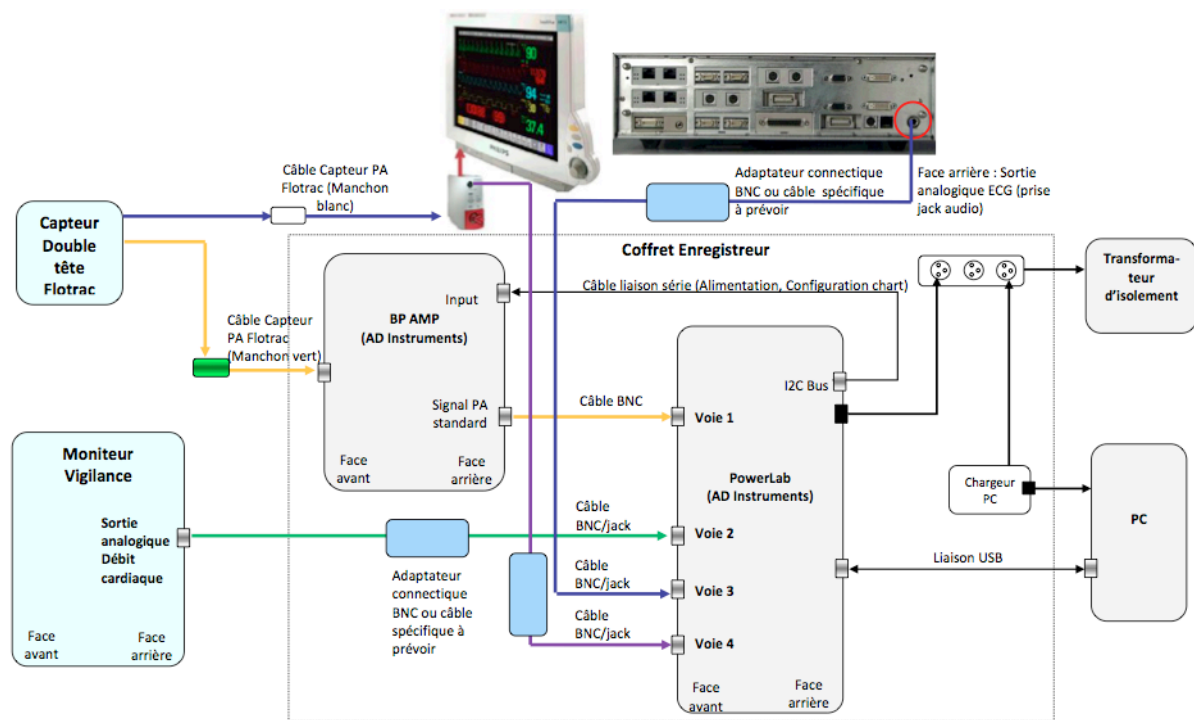 90
94
37.4
PHILIPS
Câble Capteur PA
Flotrac (Manchon
blanc)
Adaptateur connectique
BNC ou câble spécifique
à prévoir
Face arrière : Sortie
analogique ECG (prise
jack audio)
Capteur
Double
tête
Flotrac
Coffret Enregistreur
Transforma-
teur
d'isolement
Input
Câble liaison série (Alimentation, Configuration chart)
BP AMP
(AD Instruments)
Câble Capteur
PA Flotrac
(Manchon vert)
I2C Bus
Signal PA
standard
Câble BNC
Voie 1
Face
avant
Face
arrière
Moniteur
Vigilance
PowerLab
(AD Instruments)
Chargeur
PC
PC
Sortie
analogique
Débit
cardiaque
Câble
BNC/jack
Voie 2
Adaptateur
connectique
BNC ou câble
spécifique à
prévoir
Liaison USB
Câble
BNC/jack
Voie 3
Câble
BNC/jack
Voie 4
Face
avant
Face
arrière
Face
avant
Face
arrière